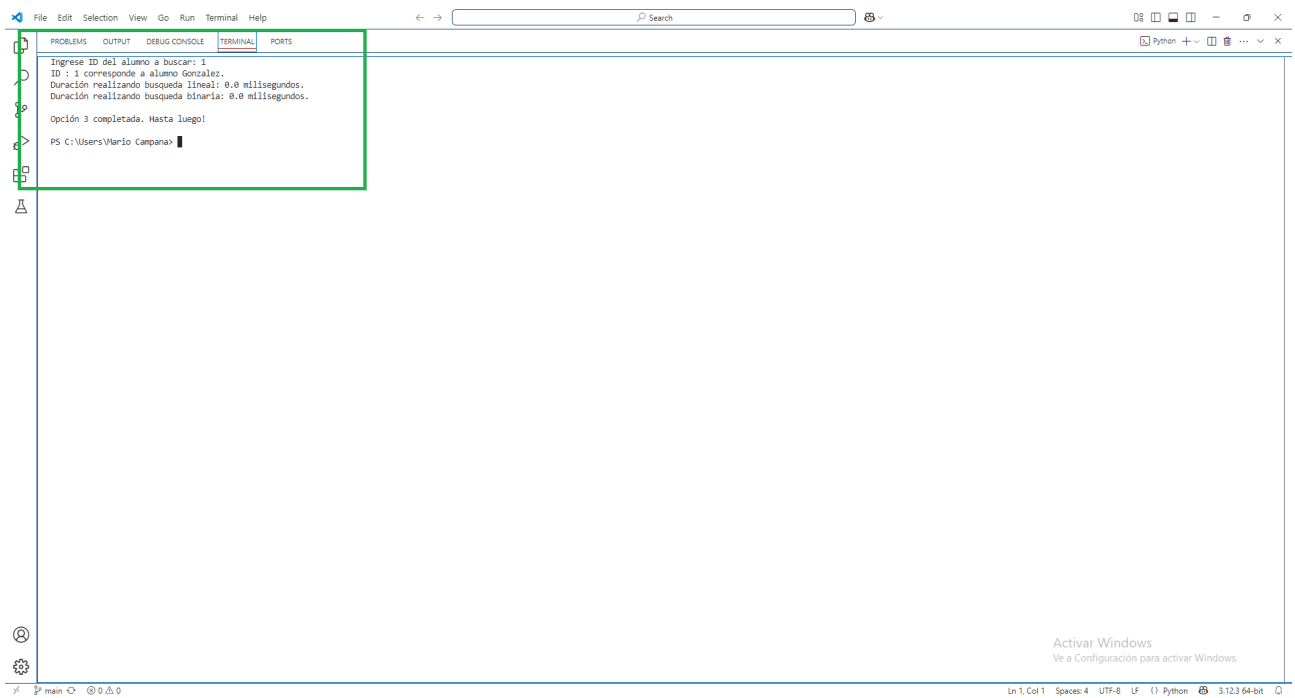 File Edit Selection View Go Run Terminal Help
Search
PROBLEMS OUTPUT DEBUG CONSOLE TERMINAL PORTS
Python
Ingrese ID del alumno a buscar: 1
ID : 1 corresponde a alumno Gonzalez.
Duración realizando busqueda lineal: 0.0 milisegundos.
Duración realizando busqueda binaria: 0.0 milisegundos.
Opción 3 completada. Hasta luego!
PS C:\Users\Mario Campana>
Activar Windows
Ve a Configuración para activar Windows.
main 0 0
Ln 1, Col 1 Spaces: 4 UTF-8 LF {} Python 3.12.3 64-bit